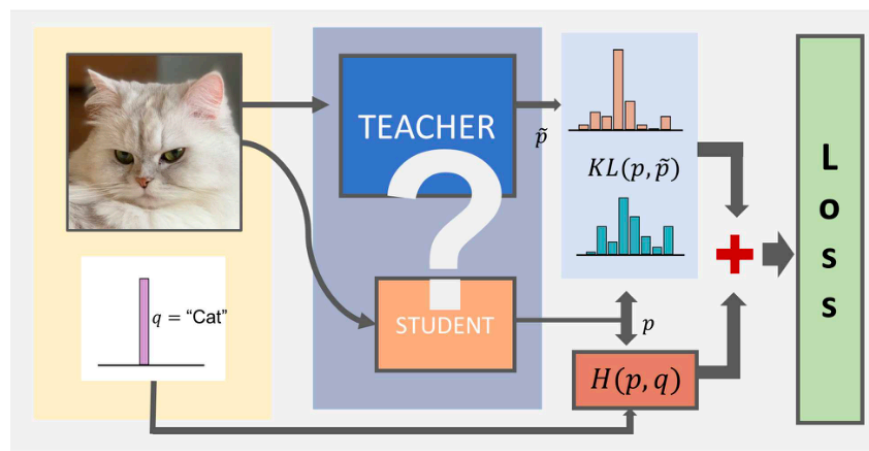 TEACHER
?
STUDENT
q = “Cat”
p̃
KL(p, p̃)
p
H(p, q)
+
L
o
s
s